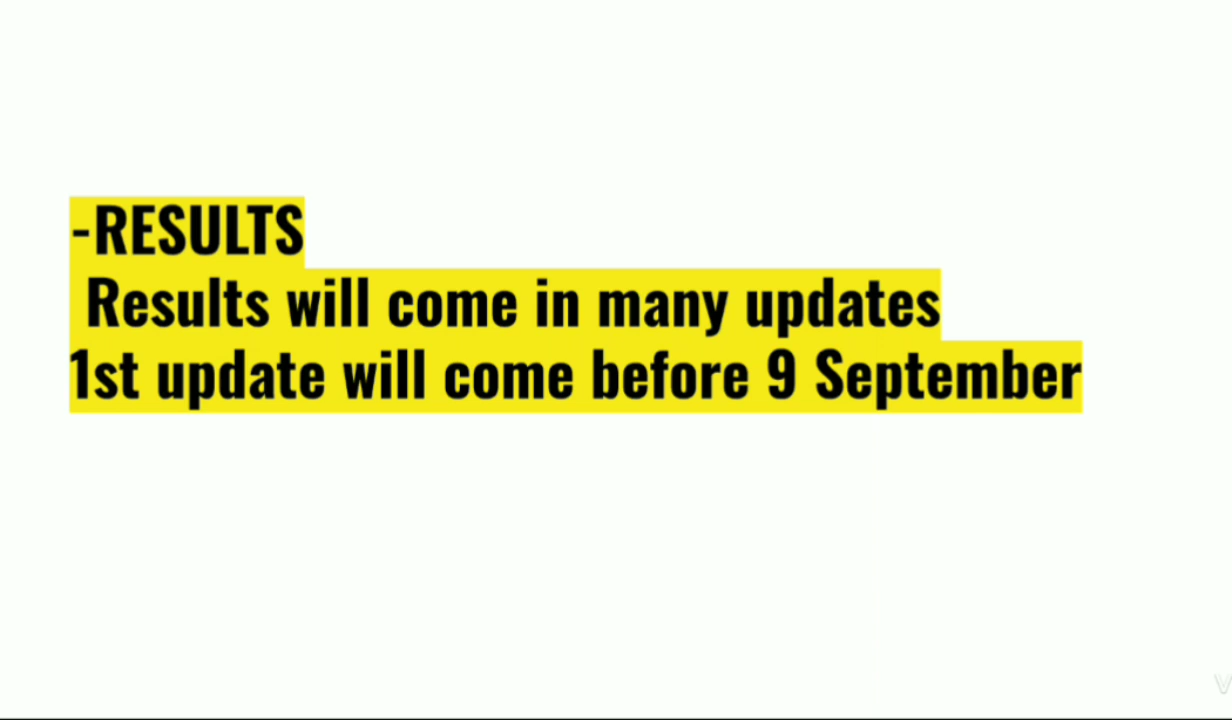 -RESULTS
Results will come in many updates
1st update will come before 9 September